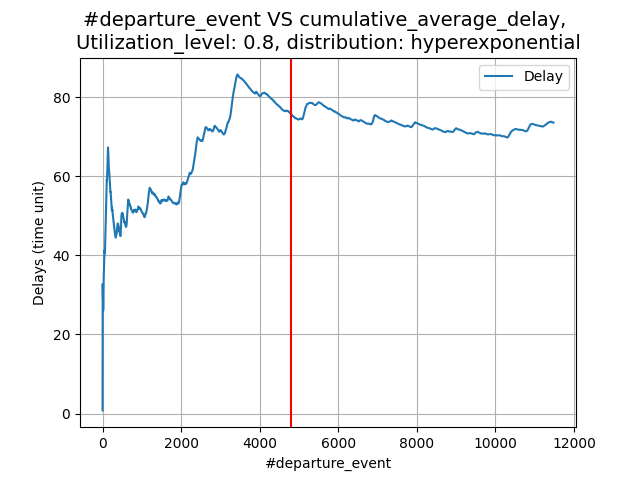 #departure_event VS cumulative_average_delay,
Utilization_level: 0.8, distribution: hyperexponential
Delay
80
60
40
20
0
Delays (time unit)
0 2000 4000 6000 8000 10000 12000
#departure_event